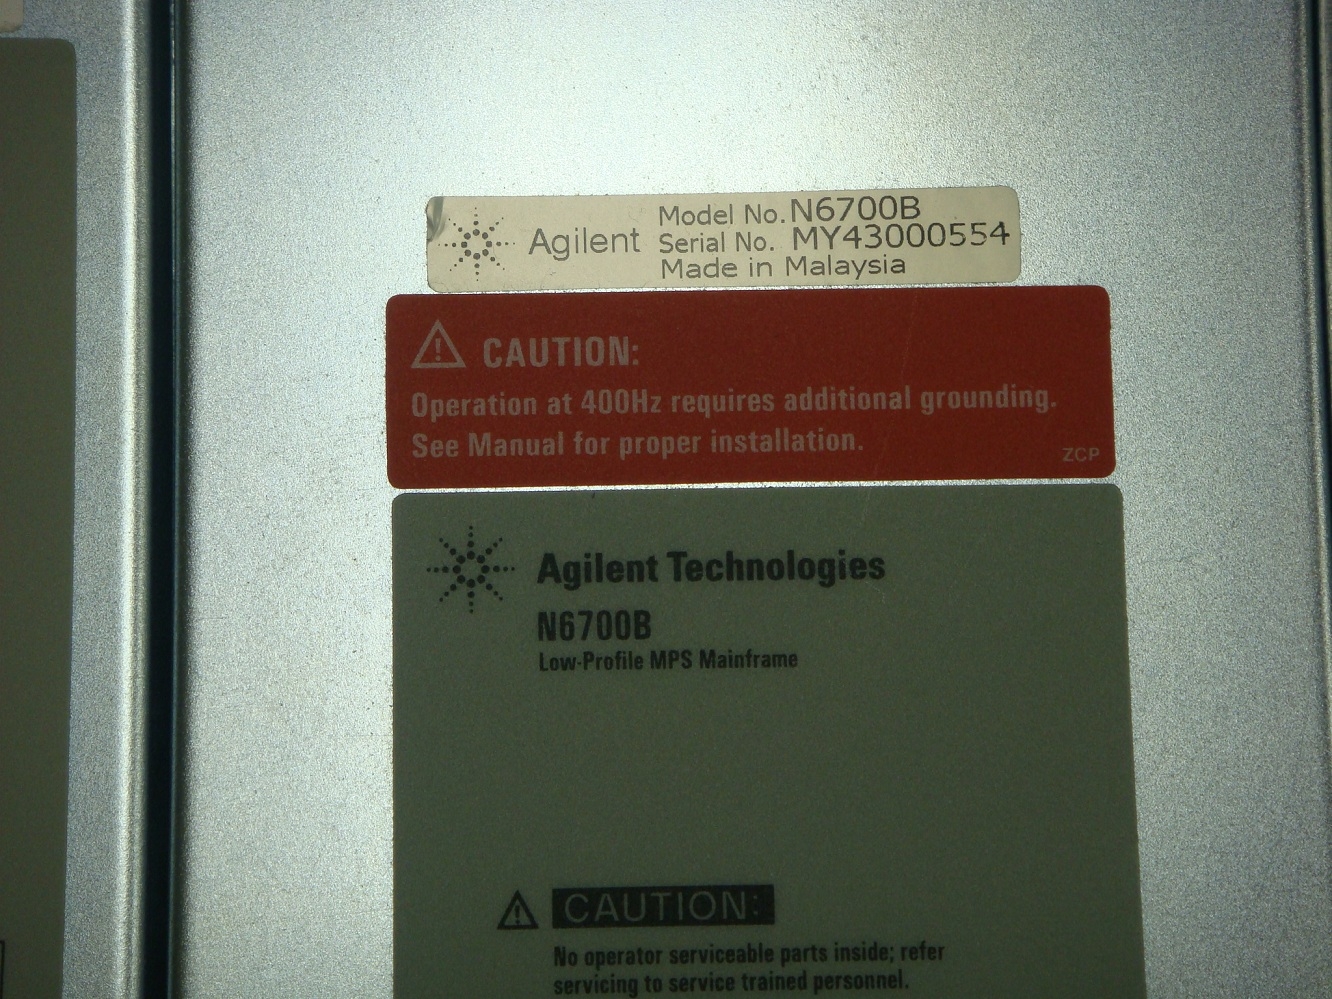 Agilent
Model No. N6700B
Serial No. MY43000554
Made in Malaysia
CAUTION:
Operation at 400Hz requires additional grounding.
See Manual for proper installation.
ZCP
Agilent Technologies
N6700B
Low-Profile MPS Mainframe
CAUTION:
No operator serviceable parts inside; refer
servicing to service trained personnel.